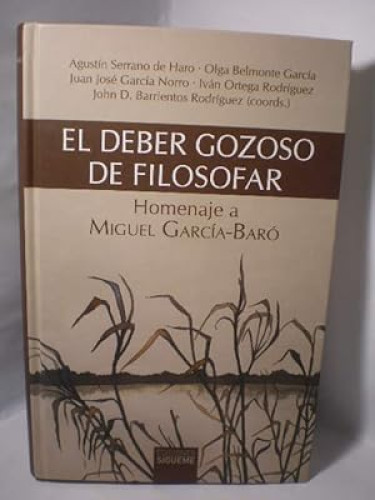 Agustín Serrano de Haro · Olga Belmonte García
Juan José García Norro · Iván Ortega Rodríguez
John D. Barrientos Rodríguez (coords.)
EL DEBER GOZOSO
DE FILOSOFAR
Homenaje a
MIGUEL GARCÍA-BARÓ
EDICIONES
SÍGUEME